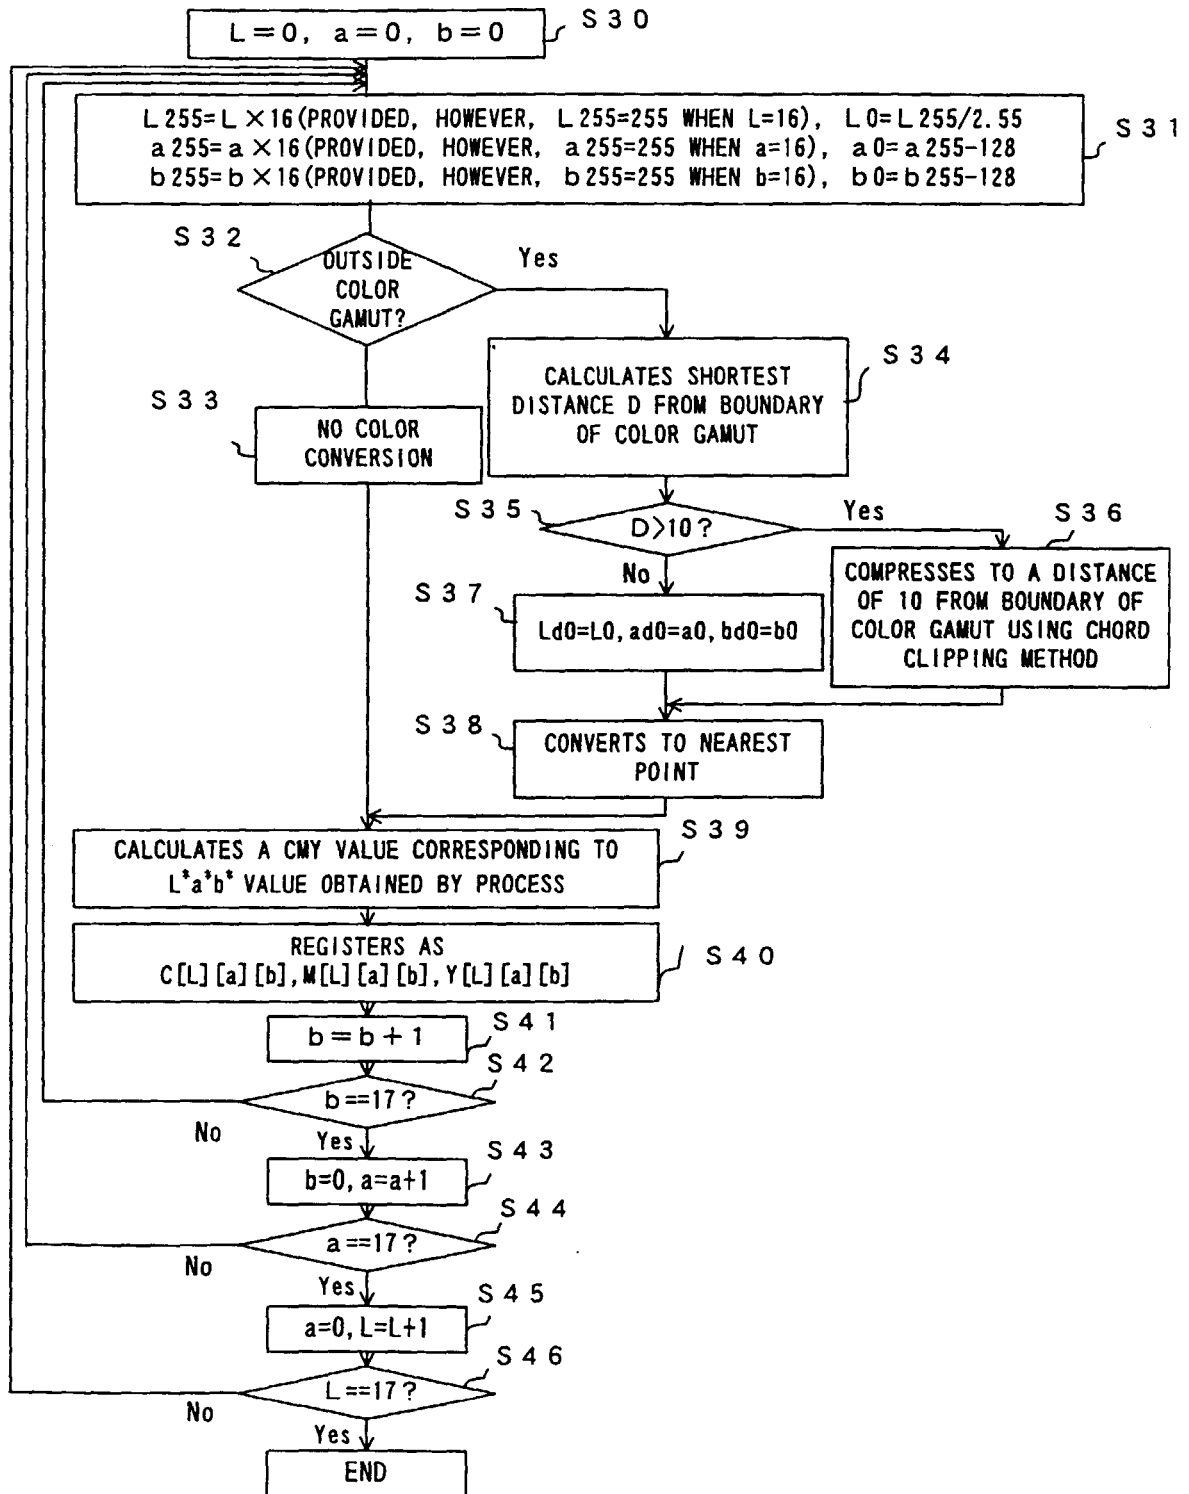 L=0, a=0, b=0
S30
L255=L×16(PROVIDED, HOWEVER, L255=255 WHEN L=16), L0=L255/2.55
a255=a×16(PROVIDED, HOWEVER, a255=255 WHEN a=16), a0=a255-128
b255=b×16(PROVIDED, HOWEVER, b255=255 WHEN b=16), b0=b255-128
S31
S32
OUTSIDE
COLOR
GAMUT?
Yes
S33
NO COLOR
CONVERSION
S34
CALCULATES SHORTEST
DISTANCE D FROM BOUNDARY
OF COLOR GAMUT
S35
D>10?
Yes
No
S36
COMPRESSES TO A DISTANCE
OF 10 FROM BOUNDARY OF
COLOR GAMUT USING CHORD
CLIPPING METHOD
S37
Ld0=L0, ad0=a0, bd0=b0
S38
CONVERTS TO NEAREST
POINT
S39
CALCULATES A CMY VALUE CORRESPONDING TO
L*a*b* VALUE OBTAINED BY PROCESS
REGISTERS AS
C[L][a][b], M[L][a][b], Y[L][a][b]
S40
b=b+1
S41
S42
b==17?
No
Yes
b=0, a=a+1
S43
S44
a==17?
No
Yes
a=0, L=L+1
S45
S46
L==17?
No
Yes
END